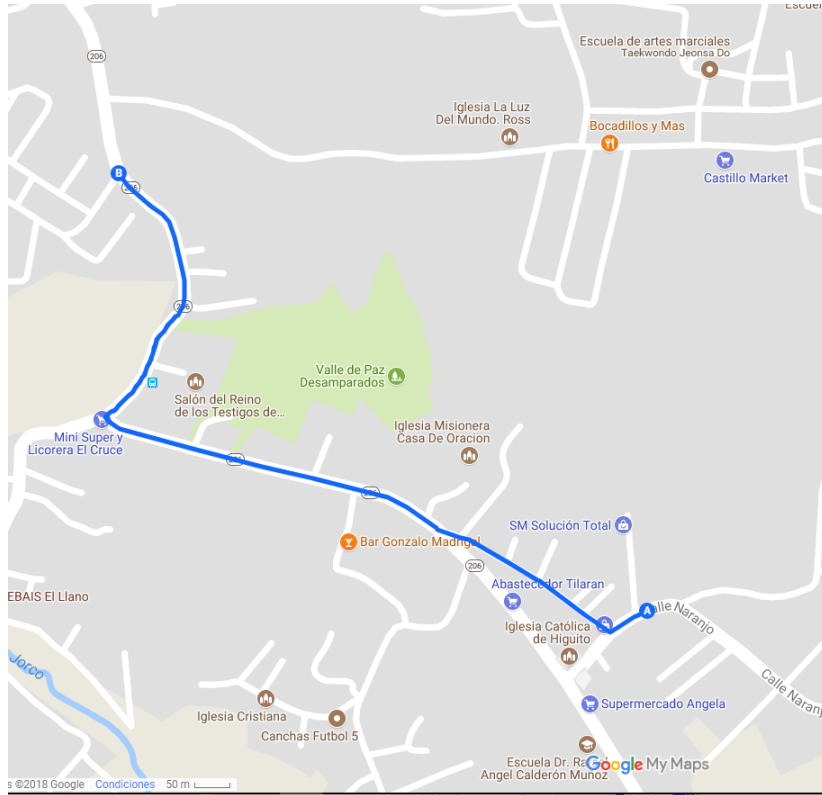 Escuel
206
Escuela de artes marciales
Taekwondo Jeonsa Do
Iglesia La Luz
Del Mundo. Ross
Bocadillos y Mas
Castillo Market
B
206
206
Valle de Paz
Desamparados
Salón del Reino
de los Testigos de...
Iglesia Misionera
Casa De Oracion
Mini Super y
Licorera El Cruce
206
206
SM Solución Total
Bar Gonzalo Madrigal
206
Abastecedor Tilaran
EBAIS El Llano
A
Calle Naranjo
Iglesia Católica
de Higuito
Jorco
Calle Naranj
Iglesia Cristiana
Supermercado Angela
Canchas Futbol 5
Escuela Dr. Ra
Angel Calderón Muñoz
Google My Maps
s ©2018 Google Condiciones 50 m